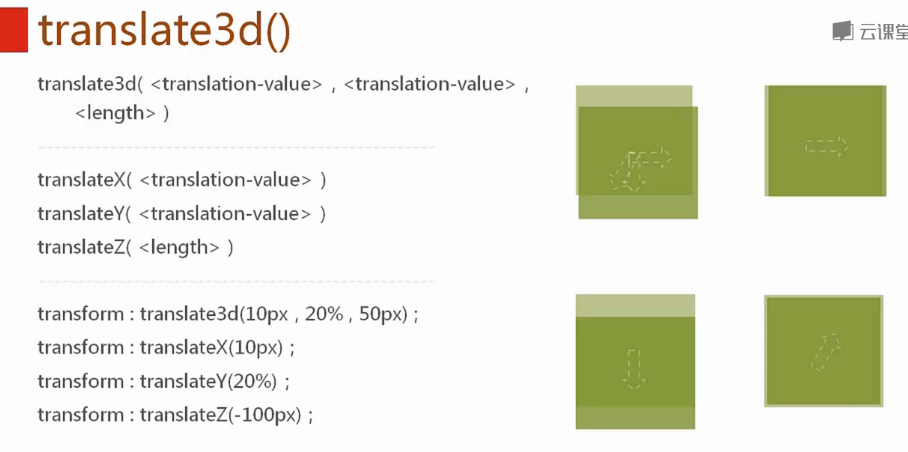 translate3d()
云课堂
translate3d( <translation-value> , <translation-value> ,
<length> )
translateX( <translation-value> )
translateY( <translation-value> )
translateZ( <length> )
transform : translate3d(10px , 20% , 50px) ;
transform : translateX(10px) ;
transform : translateY(20%) ;
transform : translateZ(-100px) ;